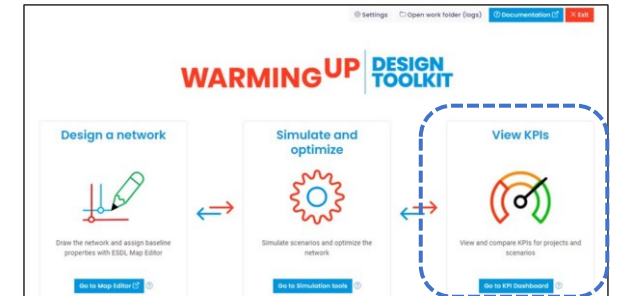 Settings Open work folder (logs) Documentation Exit
WARMINGUP DESIGN TOOLKIT
Design a network
Simulate and optimize
View KPIs
Draw the network and assign baseline properties with ESDL Map Editor
Simulate scenarios and optimize the network
View and compare KPIs for projects and scenarios
Go to Map Editor
Go to Simulation tools
Go to KPI Dashboard